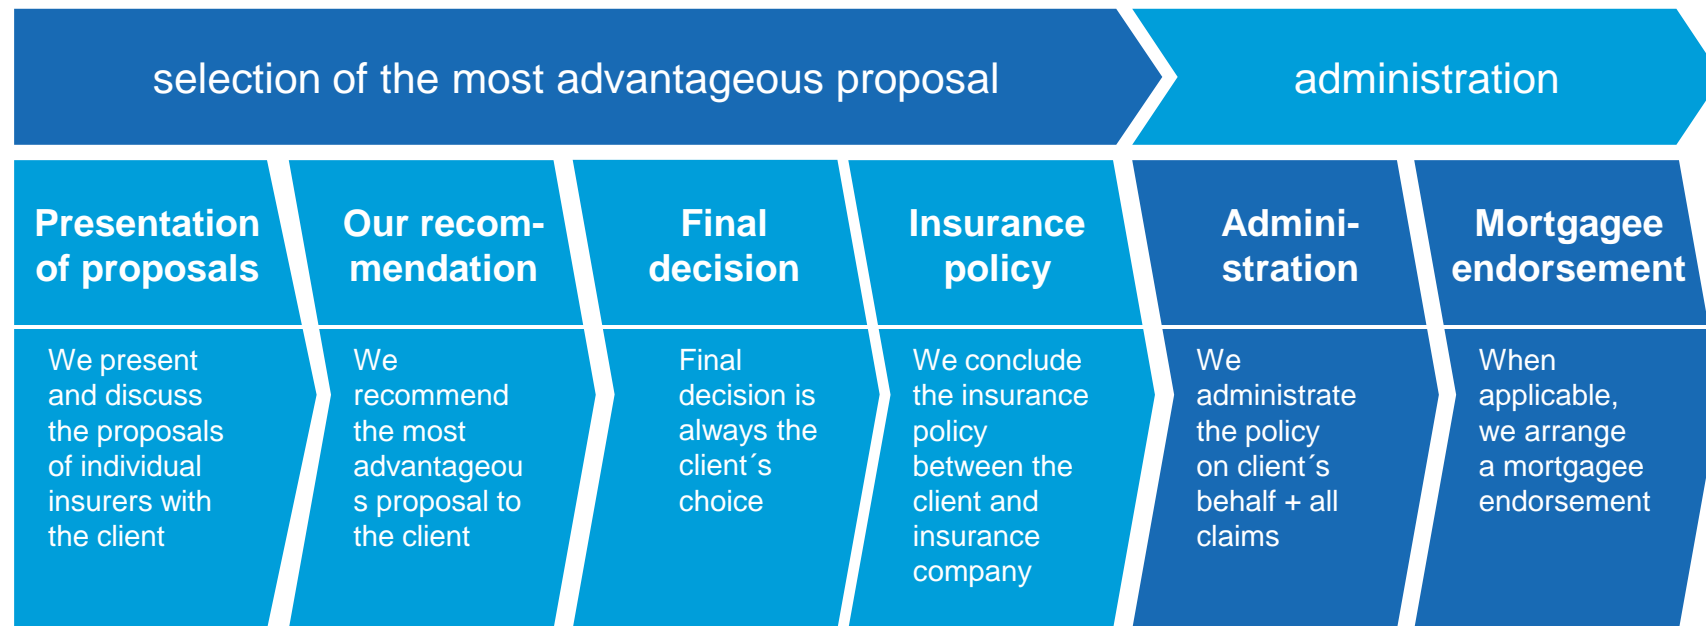 selection of the most advantageous proposal
administration
Presentation
of proposals
We present
and discuss
the proposals
of individual
insurers with
the client
Our recom-
mendation
We
recommend
the most
advantageou
s proposal to
the client
Final
decision
Final
decision is
always the
client´s
choice
Insurance
policy
We conclude
the insurance
policy
between the
client and
insurance
company
Admini-
stration
We
administrate
the policy
on client´s
behalf + all
claims
Mortgagee
endorsement
When
applicable,
we arrange
a mortgagee
endorsement